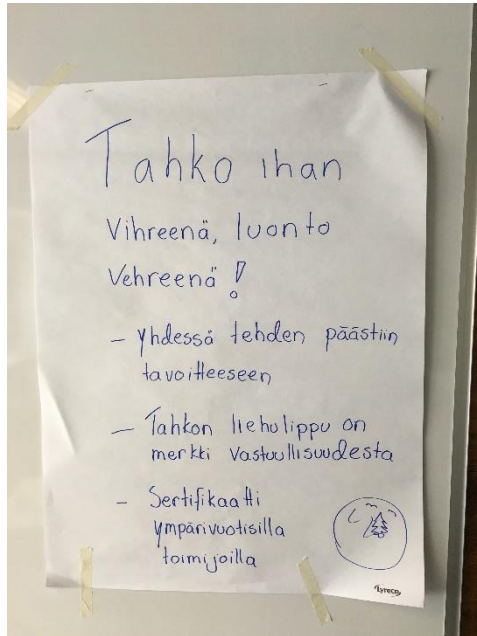 Tahko ihan
Vihreenä, luonto
Vehreenä!
- Yhdessä tehden päästiin
tavoitteeseen
- Tahkon liehulippu on
merkki vastuullisuudesta
- Sertifikaatti
ympärivuotisilla
toimijoilla
Lyreco